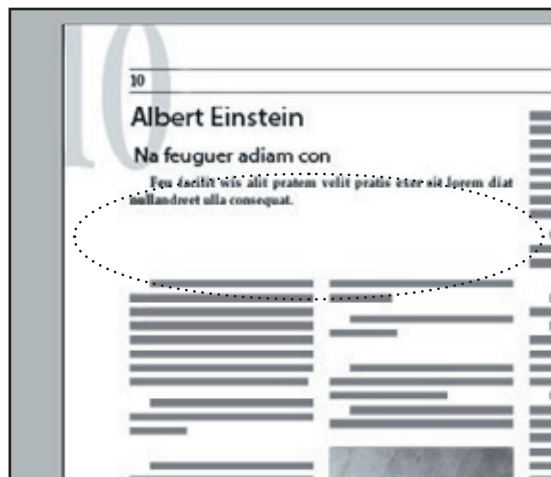 10
10
Albert Einstein
Na feuguer adiam con
Feu facilit wis alit pratem velit pratis exer sit lorem diat
nullandreet ulla consequat.